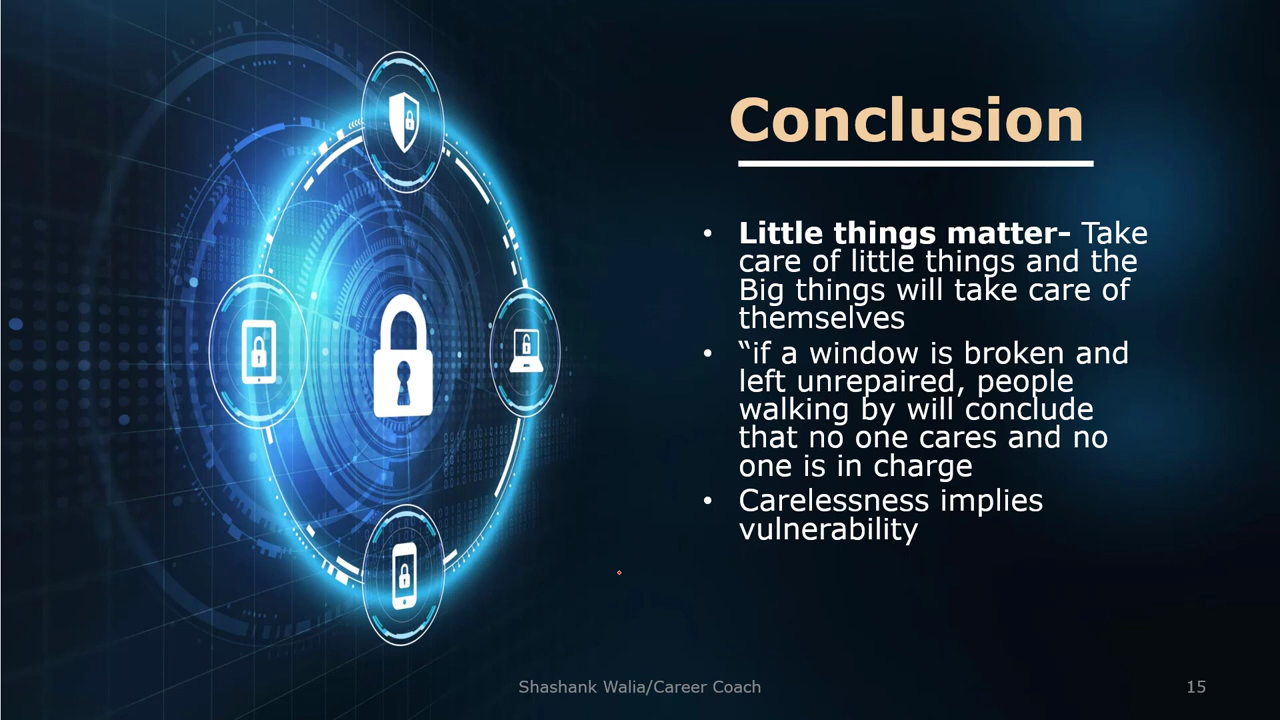 Conclusion
• Little things matter- Take
care of little things and the
Big things will take care of
themselves
• “if a window is broken and
left unrepaired, people
walking by will conclude
that no one cares and no
one is in charge
• Carelessness implies
vulnerability
Shashank Walia/Career Coach
15